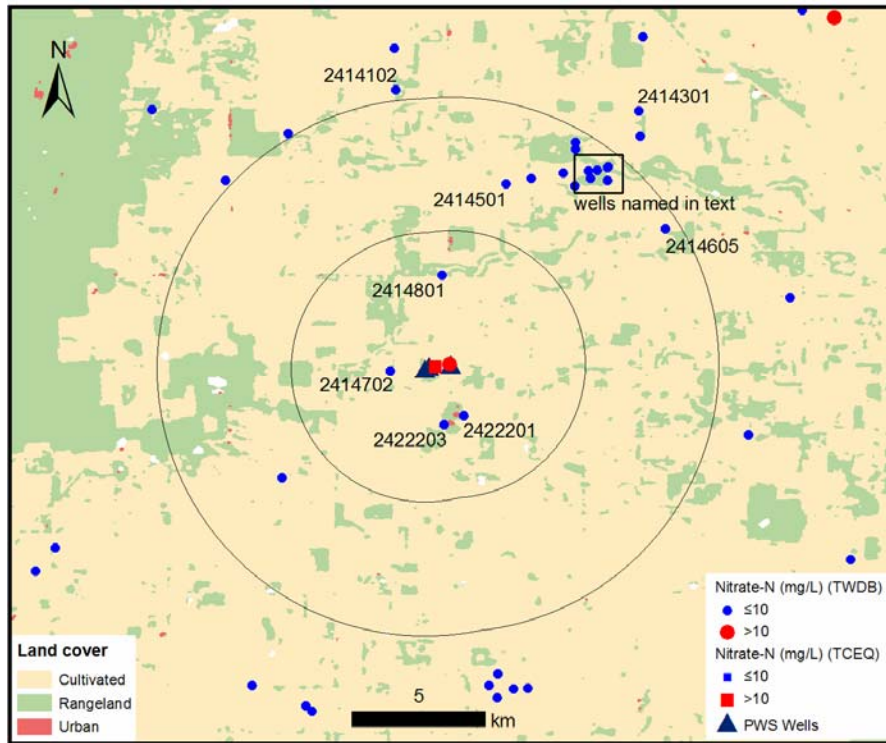 N
2414102
2414301
2414501
wells named in text
2414605
2414801
2414702
2422203
2422201
Nitrate-N (mg/L) (TWDB)
≤10
>10
Nitrate-N (mg/L) (TCEQ)
≤10
>10
PWS Wells
Land cover
Cultivated
Rangeland
Urban
5
km